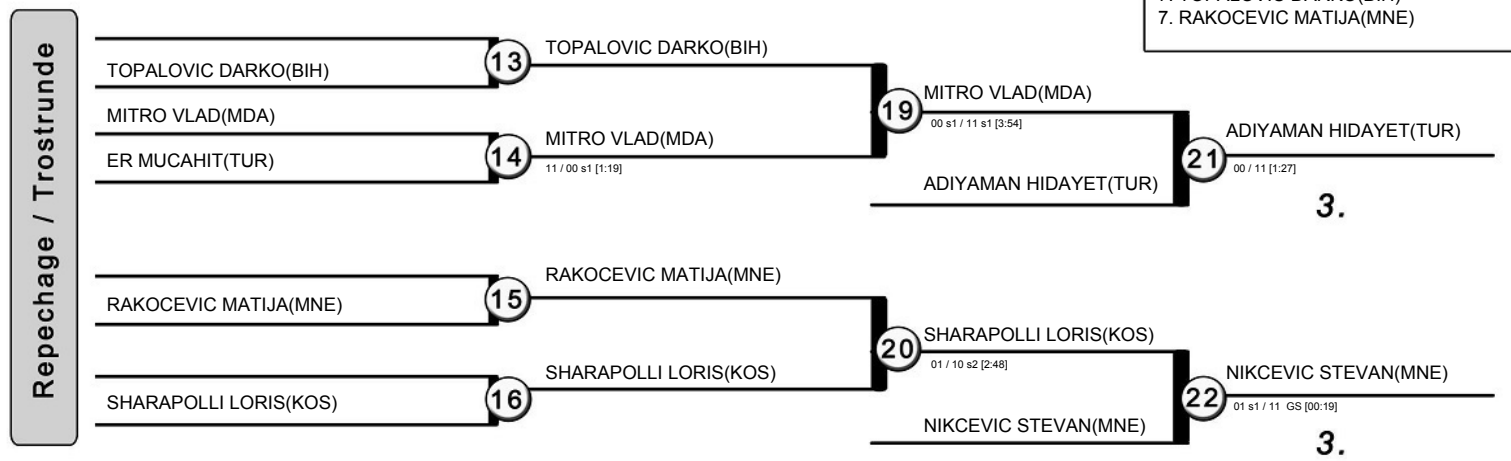 7. RAKOCEVIC MATIJA(MNE)
Repechage / Trostrunde
TOPALOVIC DARKO(BIH)
13
TOPALOVIC DARKO(BIH)
MITRO VLAD(MDA)
ER MUCAHIT(TUR)
14
MITRO VLAD(MDA)
11 / 00 s1 [1:19]
19
MITRO VLAD(MDA)
00 s1 / 11 s1 [3:54]
ADIYAMAN HIDAYET(TUR)
21
ADIYAMAN HIDAYET(TUR)
00 / 11 [1:27]
3.
RAKOCEVIC MATIJA(MNE)
15
RAKOCEVIC MATIJA(MNE)
SHARAPOLLI LORIS(KOS)
16
SHARAPOLLI LORIS(KOS)
20
SHARAPOLLI LORIS(KOS)
01 / 10 s2 [2:48]
NIKCEVIC STEVAN(MNE)
22
NIKCEVIC STEVAN(MNE)
01 s1 / 11 GS [00:19]
3.